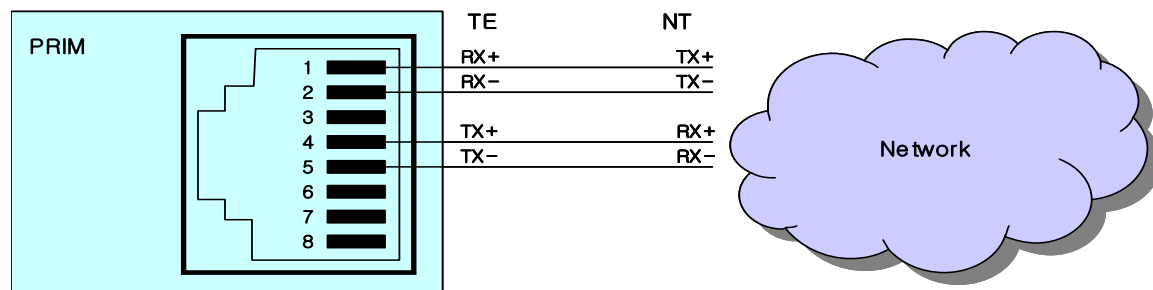 TE NT
PRIM
1 RX+ TX+
2 RX- TX-
3
4 TX+ RX+
5 TX- RX-
6
7
8
Network